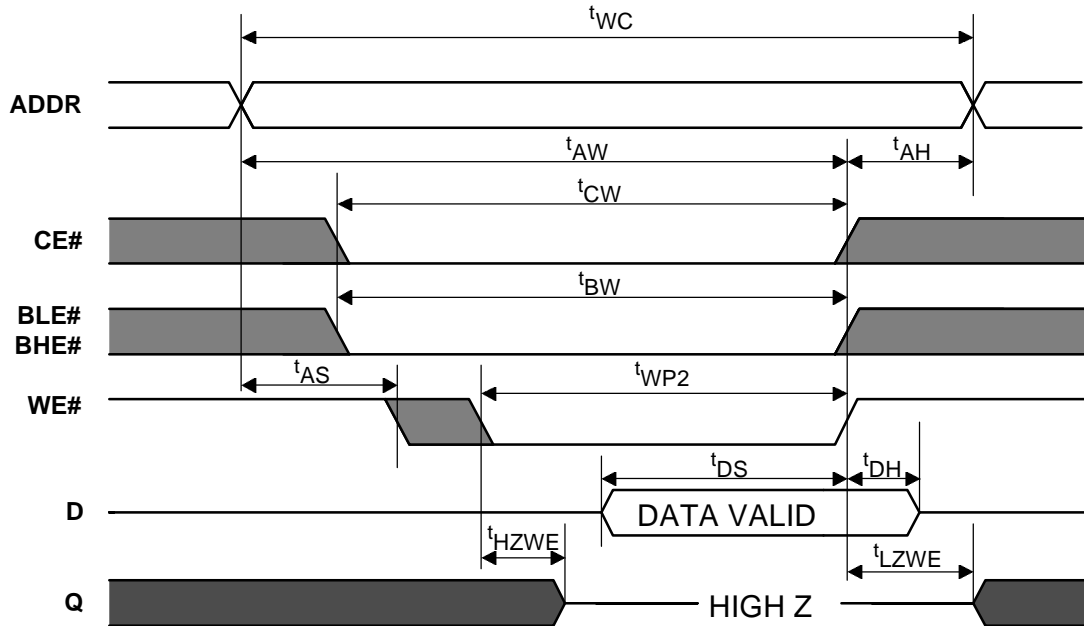 tWC
ADDR
tAW
tAH
tCW
CE#
tBW
BLE#
BHE#
tAS
tWP2
WE#
tDS
tDH
D
DATA VALID
tHZWE
tLZWE
Q
HIGH Z